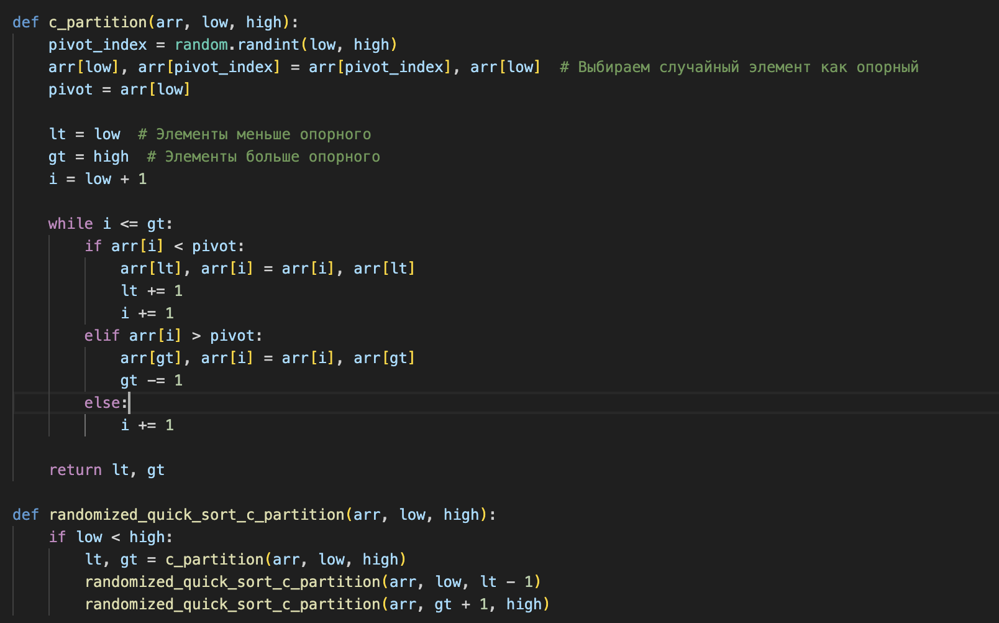 def c_partition(arr, low, high):
    pivot_index = random.randint(low, high)
    arr[low], arr[pivot_index] = arr[pivot_index], arr[low]  # Выбираем случайный элемент как опорный
    pivot = arr[low]

    lt = low  # Элементы меньше опорного
    gt = high  # Элементы больше опорного
    i = low + 1

    while i <= gt:
        if arr[i] < pivot:
            arr[lt], arr[i] = arr[i], arr[lt]
            lt += 1
            i += 1
        elif arr[i] > pivot:
            arr[gt], arr[i] = arr[i], arr[gt]
            gt -= 1
        else:
            i += 1

    return lt, gt

def randomized_quick_sort_c_partition(arr, low, high):
    if low < high:
        lt, gt = c_partition(arr, low, high)
        randomized_quick_sort_c_partition(arr, low, lt - 1)
        randomized_quick_sort_c_partition(arr, gt + 1, high)